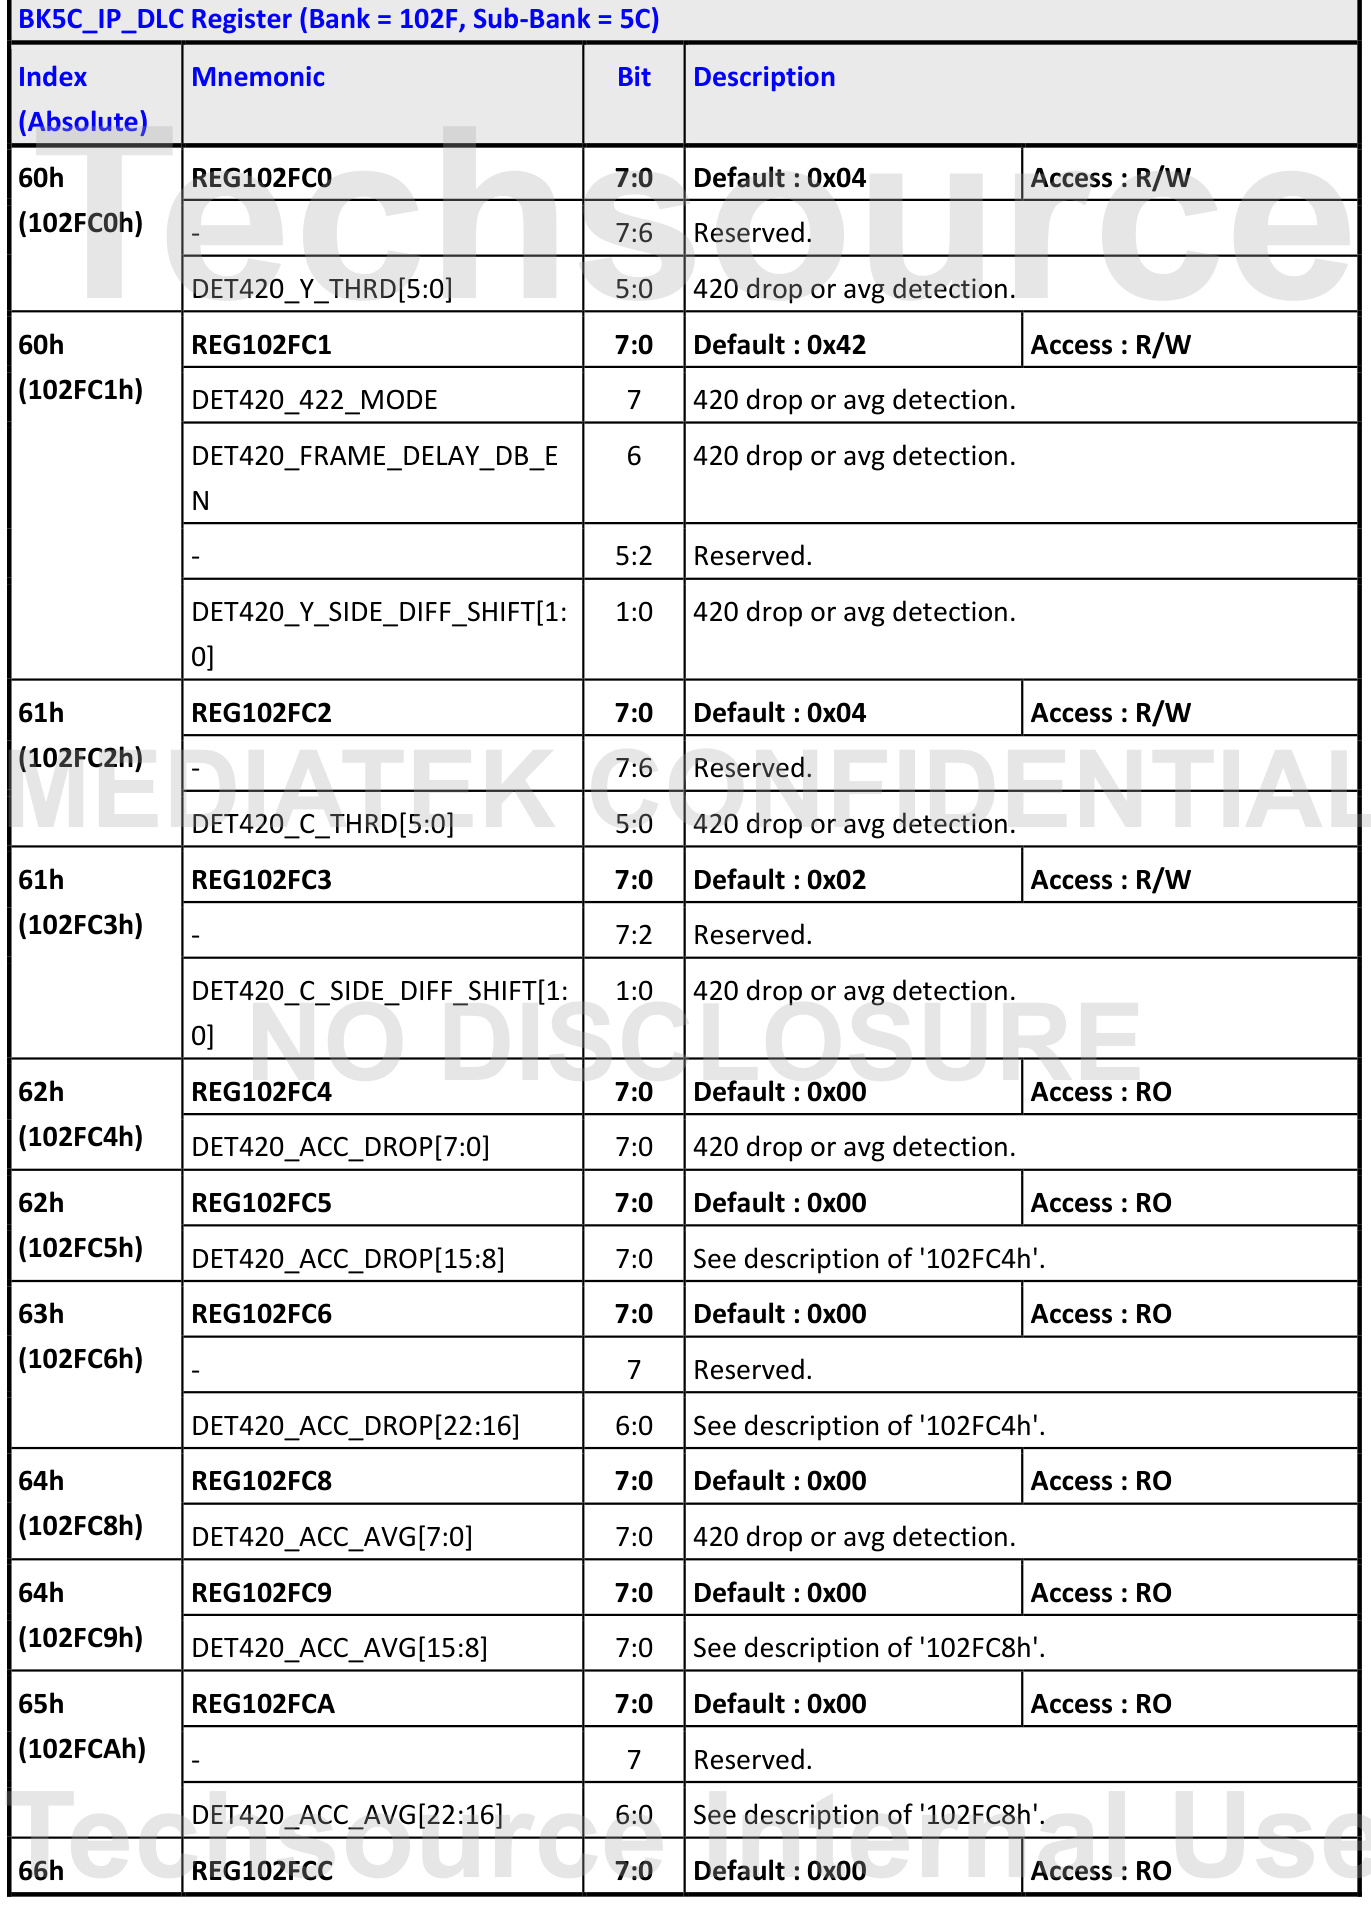 BK5C_IP_DLC Register (Bank = 102F, Sub-Bank = 5C)
Index Mnemonic Bit Description
(Absolute)
60h REG102FC0 7:0 Default : 0x04 Access : R/W
(102FC0h) - 7:6 Reserved.
DET420_Y_THRD[5:0] 5:0 420 drop or avg detection.
60h REG102FC1 7:0 Default : 0x42 Access : R/W
(102FC1h) DET420_422_MODE 7 420 drop or avg detection.
DET420_FRAME_DELAY_DB_E 6 420 drop or avg detection.
N
- 5:2 Reserved.
DET420_Y_SIDE_DIFF_SHIFT[1: 1:0 420 drop or avg detection.
0]
61h REG102FC2 7:0 Default : 0x04 Access : R/W
(102FC2h) - 7:6 Reserved.
DET420_C_THRD[5:0] 5:0 420 drop or avg detection.
61h REG102FC3 7:0 Default : 0x02 Access : R/W
(102FC3h) - 7:2 Reserved.
DET420_C_SIDE_DIFF_SHIFT[1: 1:0 420 drop or avg detection.
0]
62h REG102FC4 7:0 Default : 0x00 Access : RO
(102FC4h) DET420_ACC_DROP[7:0] 7:0 420 drop or avg detection.
62h REG102FC5 7:0 Default : 0x00 Access : RO
(102FC5h) DET420_ACC_DROP[15:8] 7:0 See description of '102FC4h'.
63h REG102FC6 7:0 Default : 0x00 Access : RO
(102FC6h) - 7 Reserved.
DET420_ACC_DROP[22:16] 6:0 See description of '102FC4h'.
64h REG102FC8 7:0 Default : 0x00 Access : RO
(102FC8h) DET420_ACC_AVG[7:0] 7:0 420 drop or avg detection.
64h REG102FC9 7:0 Default : 0x00 Access : RO
(102FC9h) DET420_ACC_AVG[15:8] 7:0 See description of '102FC8h'.
65h REG102FCA 7:0 Default : 0x00 Access : RO
(102FCAh) - 7 Reserved.
DET420_ACC_AVG[22:16] 6:0 See description of '102FC8h'.
66h REG102FCC 7:0 Default : 0x00 Access : RO
Techsource
MEDIATEK CONFIDENTIAL
NO DISCLOSURE
Techsource Internal Use